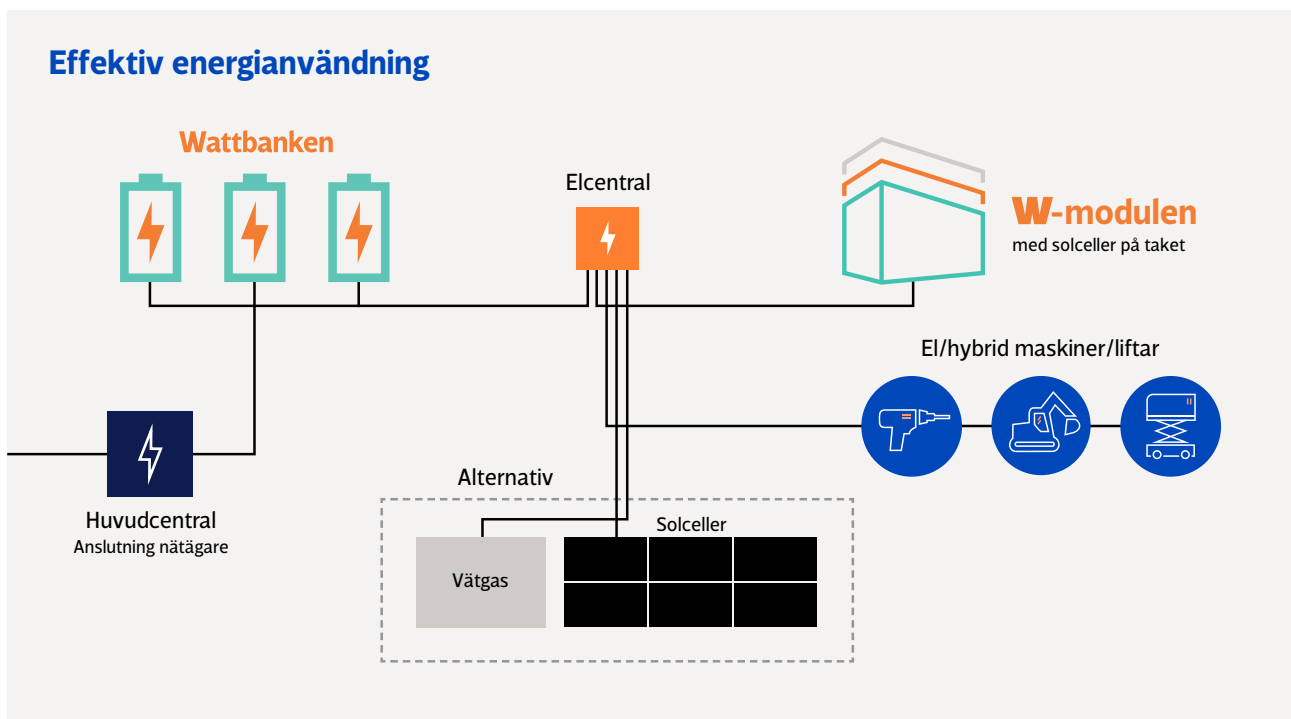 Effektiv energianvändning
Wattbanken
Elcentral
W-modulen
med solceller på taket
El/hybrid maskiner/liftar
Huvudcentral
Anslutning nätägare
Alternativ
Solceller
Vätgas